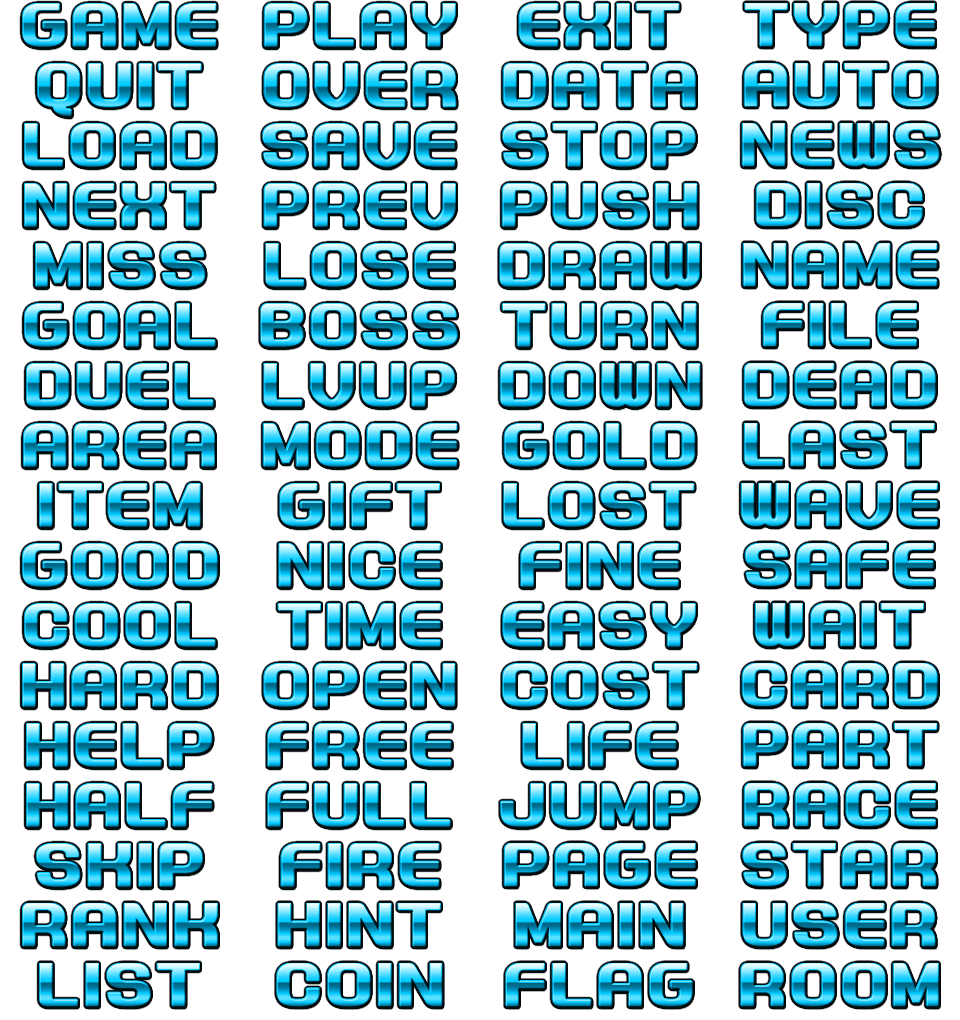 GAME PLAY EXIT TYPE
QUIT OVER DATA AUTO
LOAD SAVE STOP NEWS
NEXT PREV PUSH DISC
MISS LOSE DRAW NAME
GOAL BOSS TURN FILE
DUEL LVUP DOWN DEAD
AREA MODE GOLD LAST
ITEM GIFT LOST WAVE
GOOD NICE FINE SAFE
COOL TIME EASY WAIT
HARD OPEN COST CARD
HELP FREE LIFE PART
HALF FULL JUMP RACE
SKIP FIRE PAGE STAR
RANK HINT MAIN USER
LIST COIN FLAG ROOM